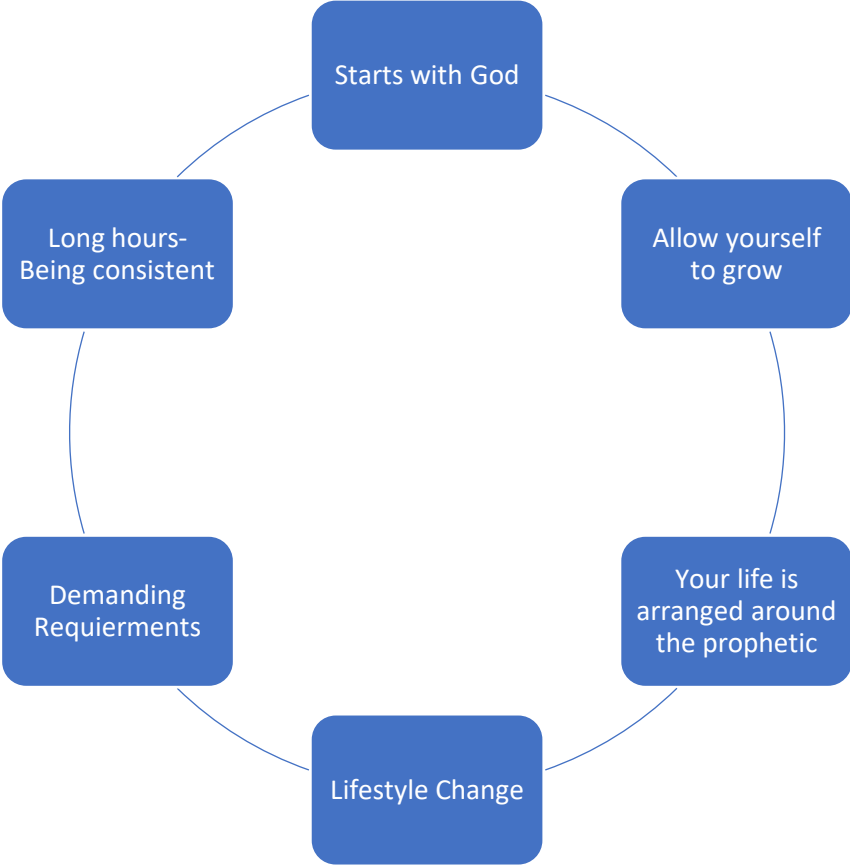 Starts with God
Allow yourself
to grow
Your life is
arranged around
the prophetic
Lifestyle Change
Demanding
Requierments
Long hours-
Being consistent